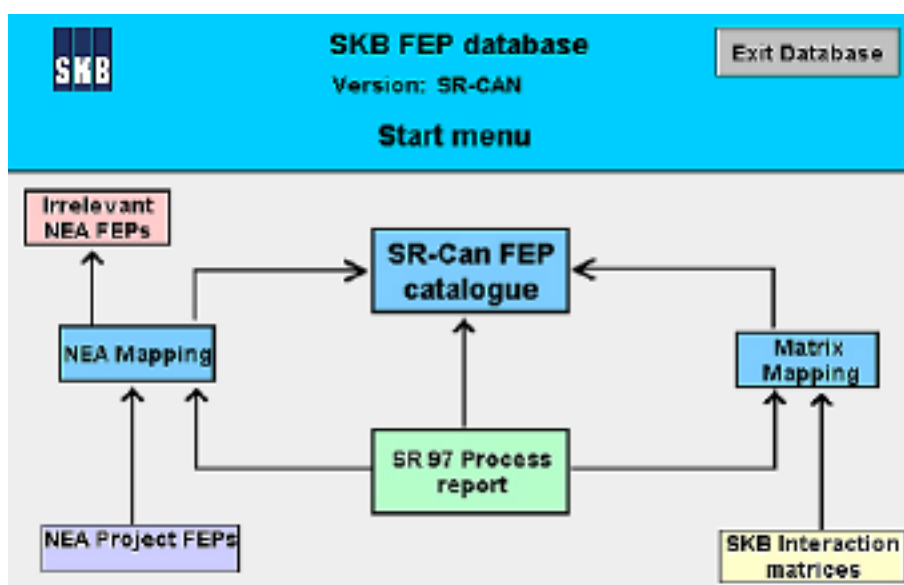 SKB
SKB FEP database
Exit Database
Version: SR-CAN
Start menu
Irrelevant
NEA FEPs
SR-Can FEP
catalogue
NEA Mapping
Matrix
Mapping
SR 97 Process
report
NEA Project FEPs
SKB Interaction
matrices